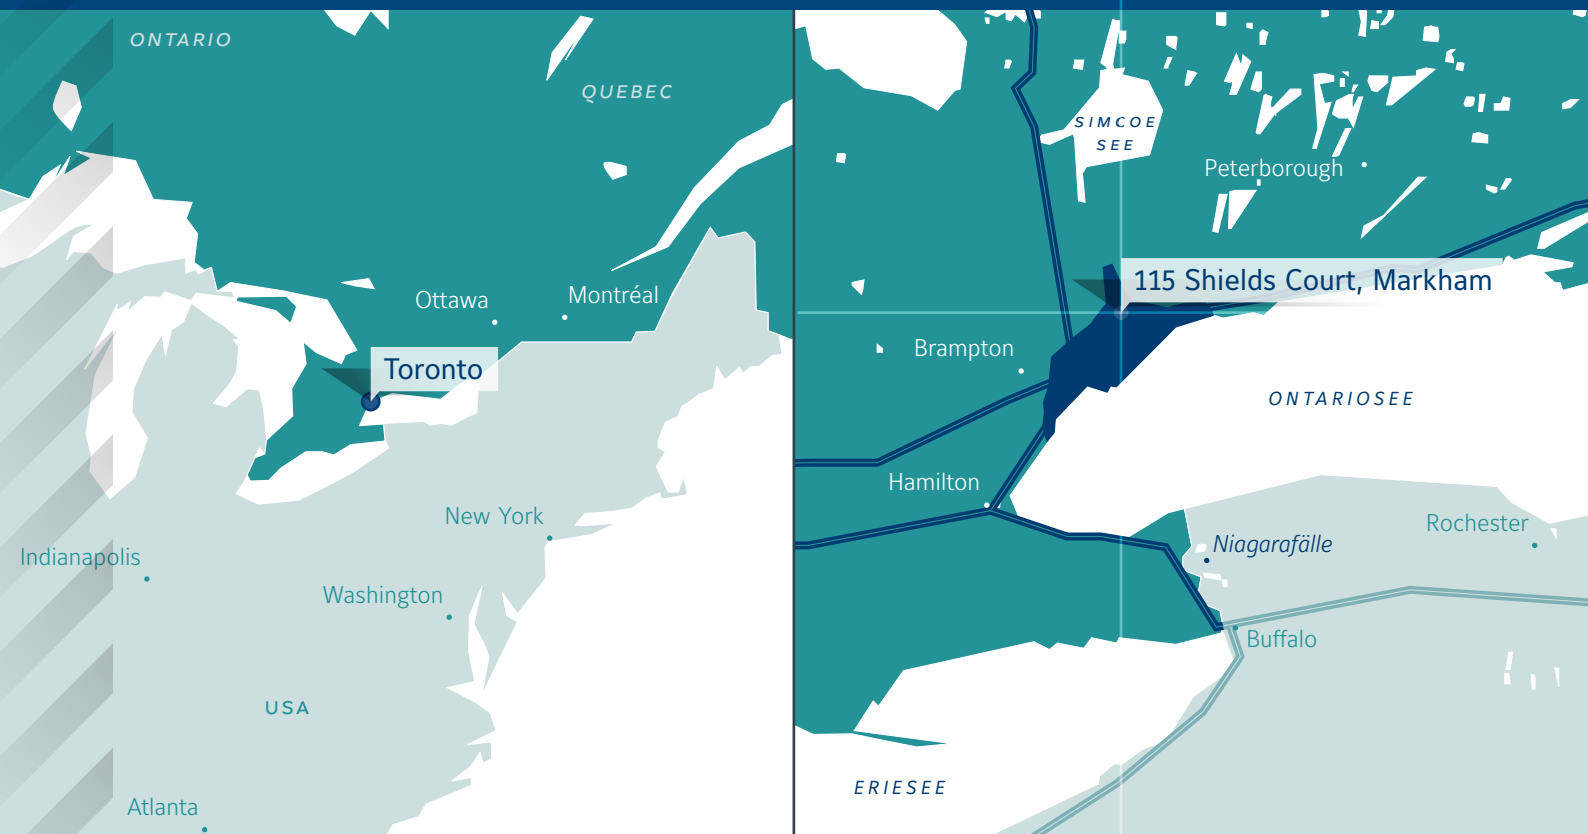 ONTARIO
QUEBEC
Ottawa
Montréal
Toronto
New York
Indianapolis
Washington
USA
Atlanta
SIMCOE
SEE
Peterborough
115 Shields Court, Markham
Brampton
ONTARIOSEE
Hamilton
Rochester
Niagarafälle
Buffalo
ERIESEE